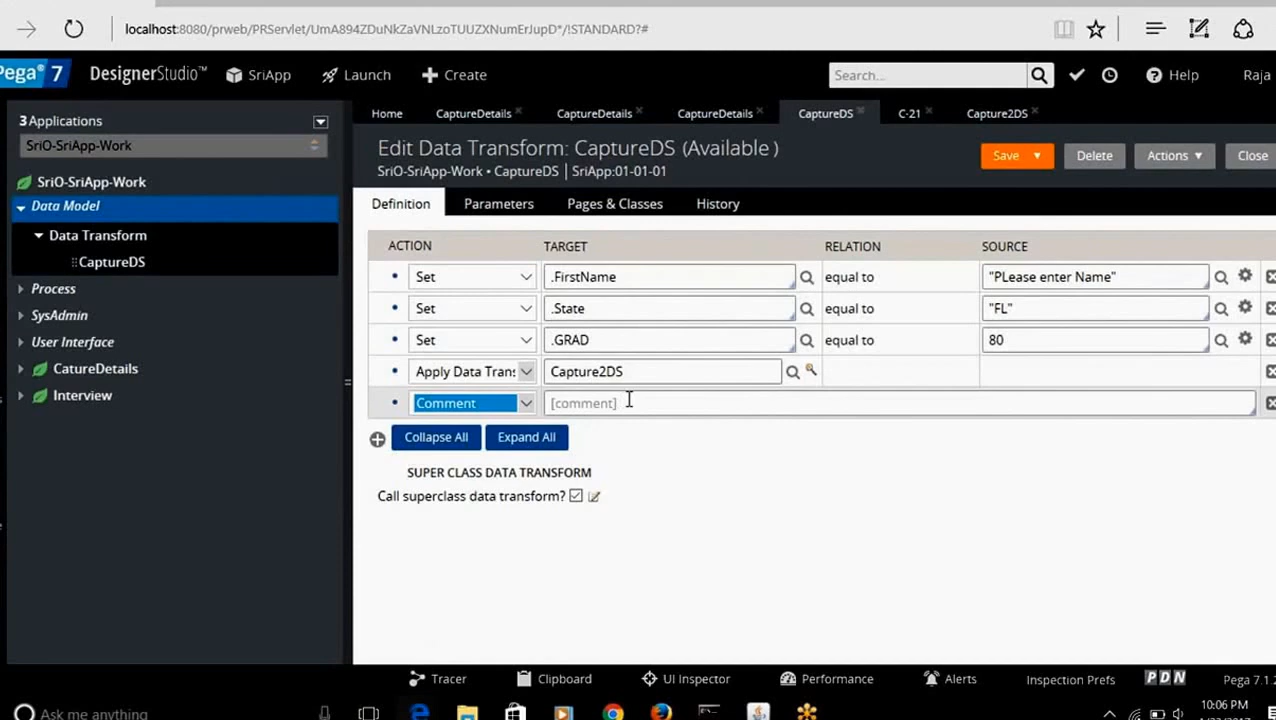 localhost:8080/prweb/PRServlet/UmA894ZDuNkZaVNLzoTUUZXNumErJupD*/!STANDARD?#
Pega 7 DesignerStudio™ SriApp Launch Create Search... Help Raja
3 Applications
SriO-SriApp-Work
SriO-SriApp-Work
Data Model
Data Transform
CaptureDS
Process
SysAdmin
User Interface
CatureDetails
Interview
Home CaptureDetails CaptureDetails CaptureDetails CaptureDS C-21 Capture2DS
Edit Data Transform: CaptureDS (Available )
SriO-SriApp-Work • CaptureDS | SriApp:01-01-01
Save Delete Actions Close
Definition Parameters Pages & Classes History
ACTION TARGET RELATION SOURCE
Set .FirstName equal to "PLease enter Name"
Set .State equal to "FL"
Set .GRAD equal to 80
Apply Data Trans Capture2DS
Comment [comment]
Collapse All Expand All
SUPER CLASS DATA TRANSFORM
Call superclass data transform?
Tracer Clipboard UI Inspector Performance Alerts Inspection Prefs PDN Pega 7.1.2
Ask me anything 10:06 PM